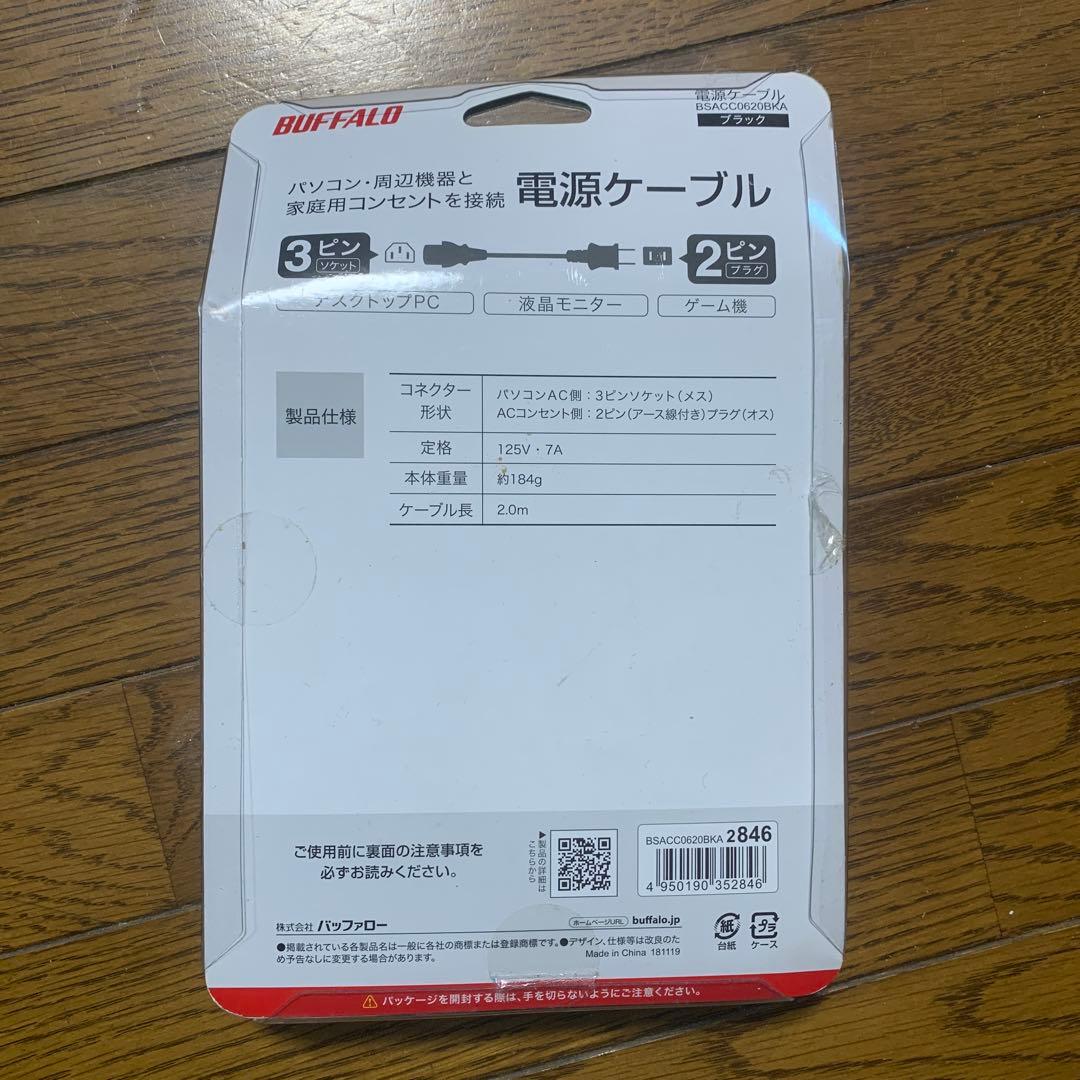 BUFFALO
電源ケーブル
BSACC0620BKA
ブラック
パソコン・周辺機器と
家庭用コンセントを接続
電源ケーブル
3ピン
ソケット
2ピン
プラグ
デスクトップPC
液晶モニター
ゲーム機
製品仕様
コネクター
形状
パソコンAC側：3ピンソケット（メス）
ACコンセント側：2ピン（アース線付き）プラグ（オス）
定格
125V・7A
本体重量
約184g
ケーブル長
2.0m
ご使用前に裏面の注意事項を
必ずお読みください。
▶製品の詳細は
こちらから
BSACC0620BKA 2846
4 950190 352846
株式会社 バッファロー
ホームページURL buffalo.jp
●掲載されている各製品名は一般に各社の商標または登録商標です。●デザイン、仕様等は改良のた
め予告なしに変更する場合があります。
Made in China 181119
紙
台紙
プラ
ケース
パッケージを開封する際は、手を切らないようにご注意ください。